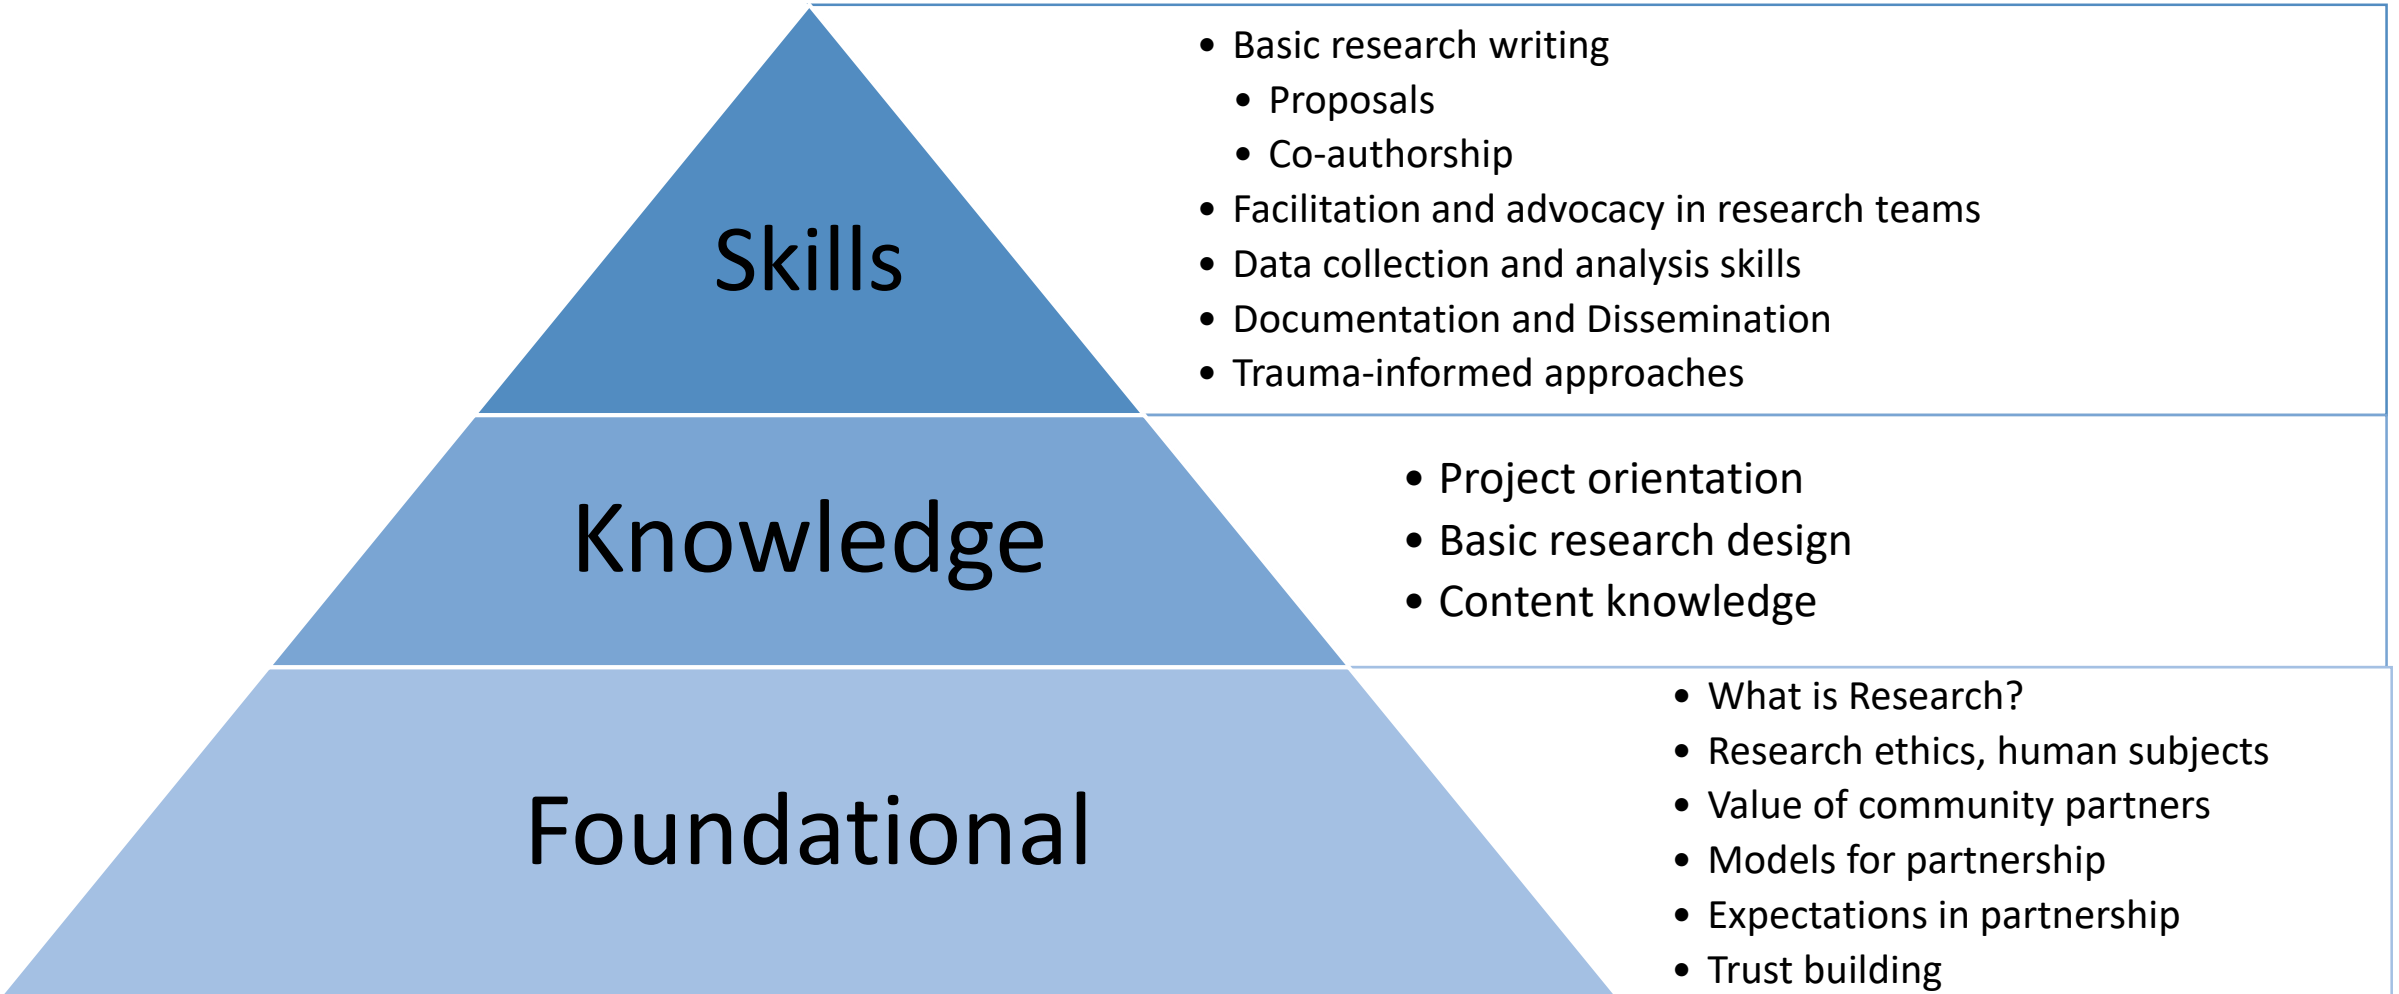 Skills
• Basic research writing
• Proposals
• Co-authorship
• Facilitation and advocacy in research teams
• Data collection and analysis skills
• Documentation and Dissemination
• Trauma-informed approaches
Knowledge
• Project orientation
• Basic research design
• Content knowledge
Foundational
• What is Research?
• Research ethics, human subjects
• Value of community partners
• Models for partnership
• Expectations in partnership
• Trust building